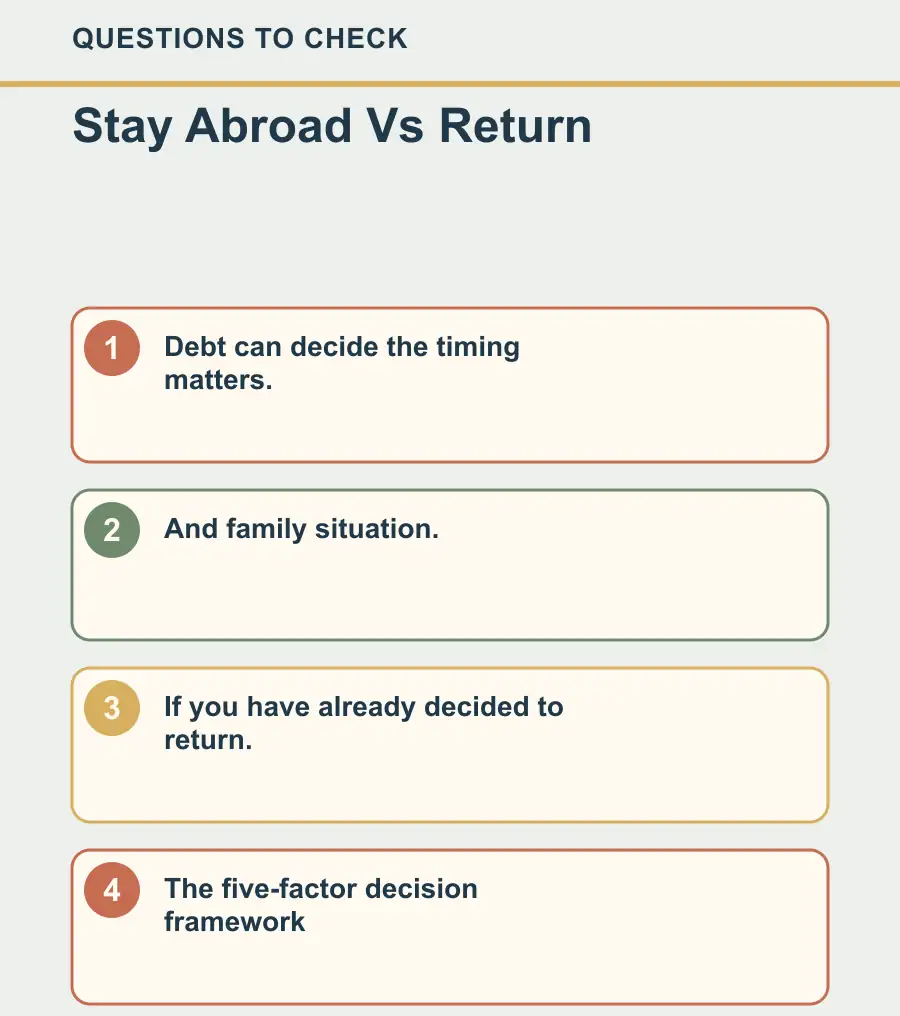 QUESTIONS TO CHECK
Stay Abroad Vs Return
1
Debt can decide the timing
matters.
2
And family situation.
3
If you have already decided to
return.
4
The five-factor decision
framework